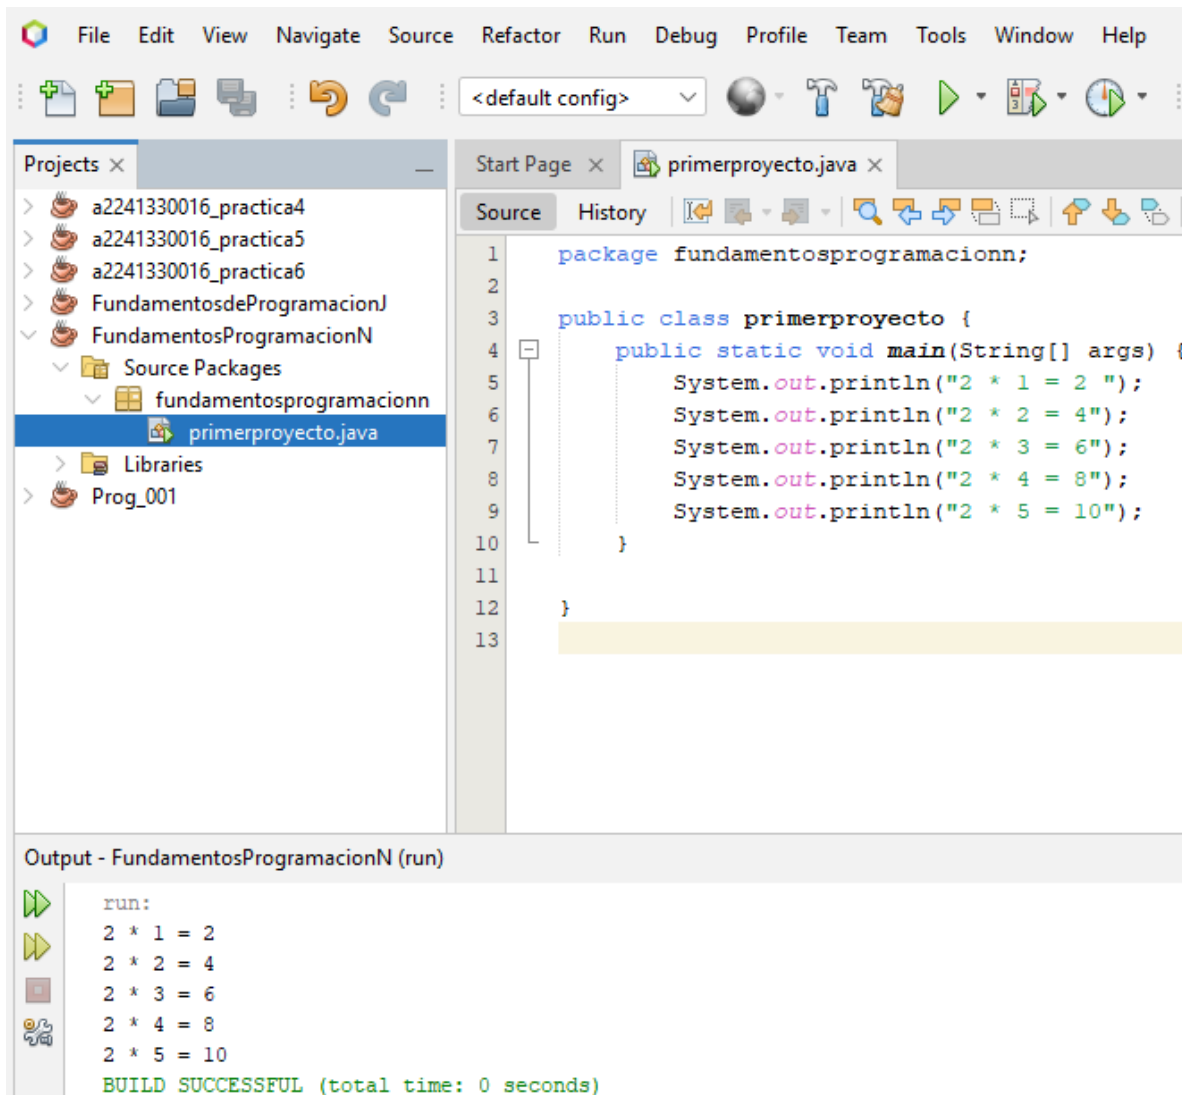 File Edit View Navigate Source Refactor Run Debug Profile Team Tools Window Help
<default config>
Projects
a2241330016_practica4
a2241330016_practica5
a2241330016_practica6
FundamentosdeProgramacionJ
FundamentosProgramacionN
Source Packages
fundamentosprogramacionn
primerproyecto.java
Libraries
Prog_001
Start Page primerproyecto.java
Source History
1 package fundamentosprogramacionn;
2
3 public class primerproyecto {
4 public static void main(String[] args) {
5 System.out.println("2 * 1 = 2 ");
6 System.out.println("2 * 2 = 4");
7 System.out.println("2 * 3 = 6");
8 System.out.println("2 * 4 = 8");
9 System.out.println("2 * 5 = 10");
10 }
11
12 }
13
Output - FundamentosProgramacionN (run)
run:
2 * 1 = 2
2 * 2 = 4
2 * 3 = 6
2 * 4 = 8
2 * 5 = 10
BUILD SUCCESSFUL (total time: 0 seconds)